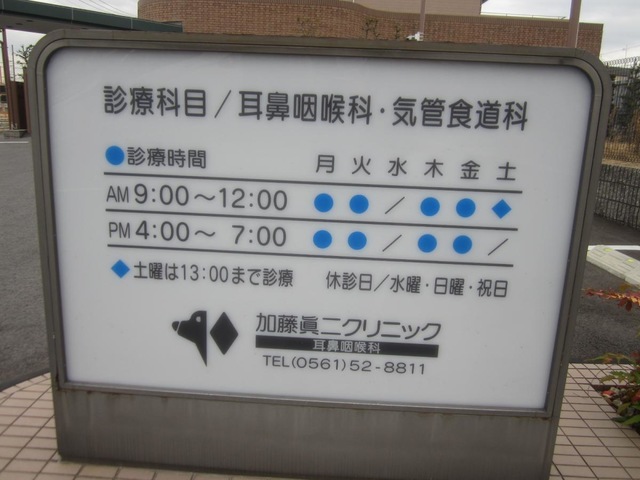 診療科目／耳鼻咽喉科・気管食道科
●診療時間 月 火 水 木 金 土
AM 9:00〜12:00 ● ● ／ ● ● ◆
PM 4:00〜 7:00 ● ● ／ ● ● ／
◆土曜は13:00まで診療 休診日／水曜・日曜・祝日
加藤眞二クリニック
耳鼻咽喉科
TEL(0561)52-8811